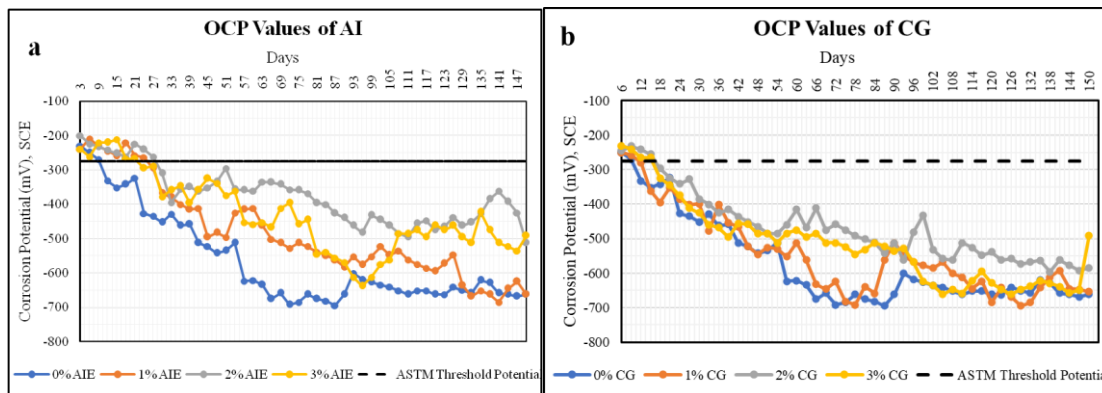 a
OCP Values of AI
Days
3 9 15 21 27 33 39 45 51 57 63 69 75 81 87 93 99 105 111 117 123 129 135 141 147
Corrosion Potential (mV), SCE
-100
-200
-300
-400
-500
-600
-700
-800
0% AIE 1% AIE 2% AIE 3% AIE ASTM Threshold Potential
b
OCP Values of CG
Days
6 12 18 24 30 36 42 48 54 60 66 72 78 84 90 96 102 108 114 120 126 132 138 144 150
Corrosion Potential (mV), SCE
-100
-200
-300
-400
-500
-600
-700
-800
0% CG 1% CG 2% CG 3% CG ASTM Threshold Potential